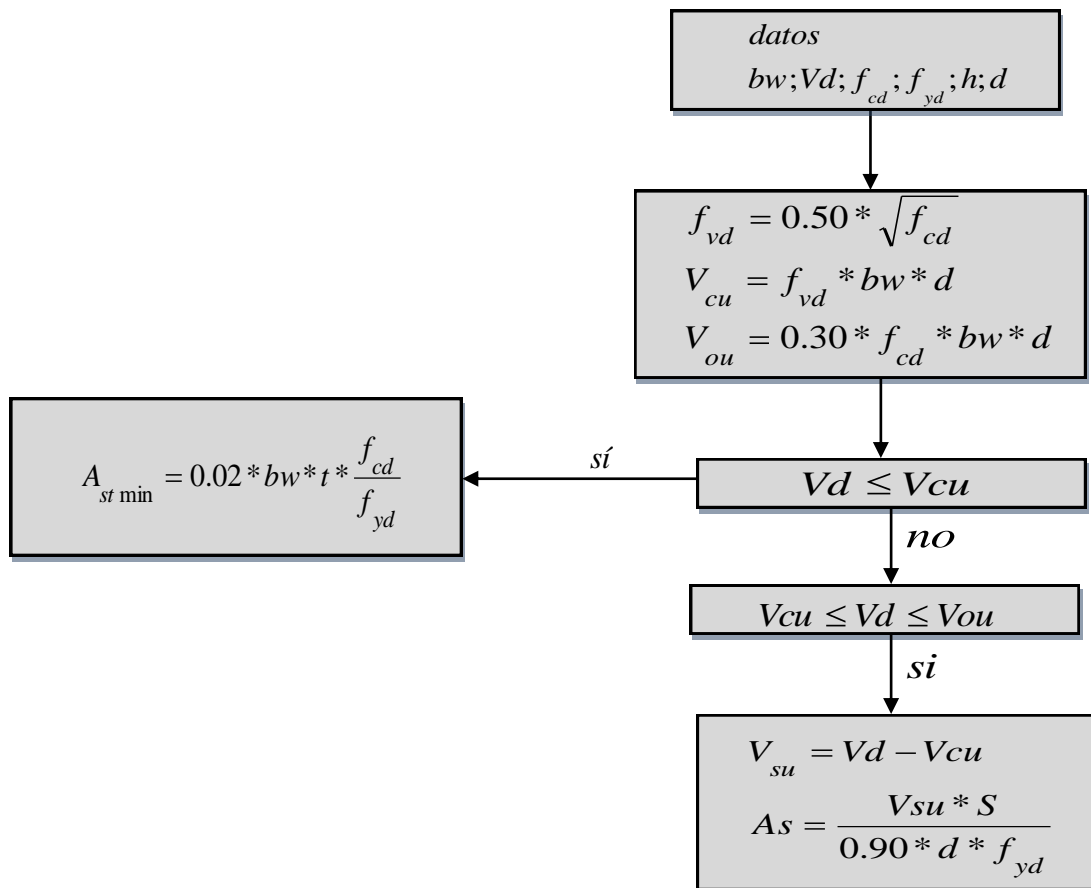 datos
bw;Vd; f_cd; f_yd;h;d
f_vd = 0.50 * √f_cd
V_cu = f_vd * bw * d
V_ou = 0.30 * f_cd * bw * d
sí
A_st min = 0.02 * bw * t * f_cd / f_yd
Vd ≤ Vcu
no
Vcu ≤ Vd ≤ Vou
si
V_su = Vd − Vcu
As = Vsu * S / 0.90 * d * f_yd